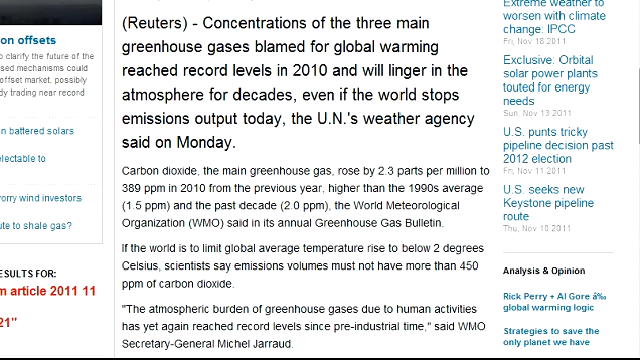 on offsets
to clarify the future of the
sed mechanisms could
offset market, possibly
dy trading near record
n battered solars
electable to
worry wind investors
ute to shale gas?
ESULTS FOR:
m article 2011 11
21"
(Reuters) - Concentrations of the three main
greenhouse gases blamed for global warming
reached record levels in 2010 and will linger in the
atmosphere for decades, even if the world stops
emissions output today, the U.N.'s weather agency
said on Monday.
Carbon dioxide, the main greenhouse gas, rose by 2.3 parts per million to
389 ppm in 2010 from the previous year, higher than the 1990s average
(1.5 ppm) and the past decade (2.0 ppm), the World Meteorological
Organization (WMO) said in its annual Greenhouse Gas Bulletin.
If the world is to limit global average temperature rise to below 2 degrees
Celsius, scientists say emissions volumes must not have more than 450
ppm of carbon dioxide.
"The atmospheric burden of greenhouse gases due to human activities
has yet again reached record levels since pre-industrial time," said WMO
Secretary-General Michel Jarraud.
Extreme weather to
worsen with climate
change: IPCC
Fri, Nov 18 2011
Exclusive: Orbital
solar power plants
touted for energy
needs
Sun, Nov 13 2011
U.S. punts tricky
pipeline decision past
2012 election
Fri, Nov 11 2011
U.S. seeks new
Keystone pipeline
route
Thu, Nov 10 2011
Analysis & Opinion
Rick Perry + Al Gore â‰
global warming logic
Strategies to save the
only planet we have